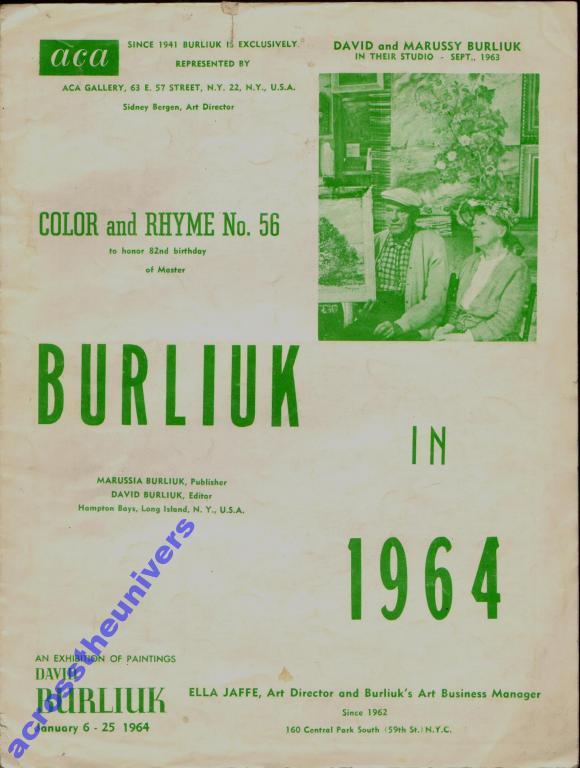 aca
SINCE 1941 BURLIUK IS EXCLUSIVELY
REPRESENTED BY
ACA GALLERY, 63 E. 57 STREET, N.Y. 22, N.Y., U.S.A.
Sidney Bergen, Art Director
DAVID and MARUSSY BURLIUK
IN THEIR STUDIO - SEPT., 1963
COLOR and RHYME No. 56
to honor 82nd birthday
of Master
BURLIUK
IN
1964
MARUSSIA BURLIUK, Publisher
DAVID BURLIUK, Editor
Hampton Bays, Long Island, N. Y., U.S.A.
AN EXHIBITION OF PAINTINGS
DAVID
BURLIUK
January 6 - 25 1964
ELLA JAFFE, Art Director and Burliuk's Art Business Manager
Since 1962
160 Central Park South (59th St.) N.Y.C.
acrosstheunivers